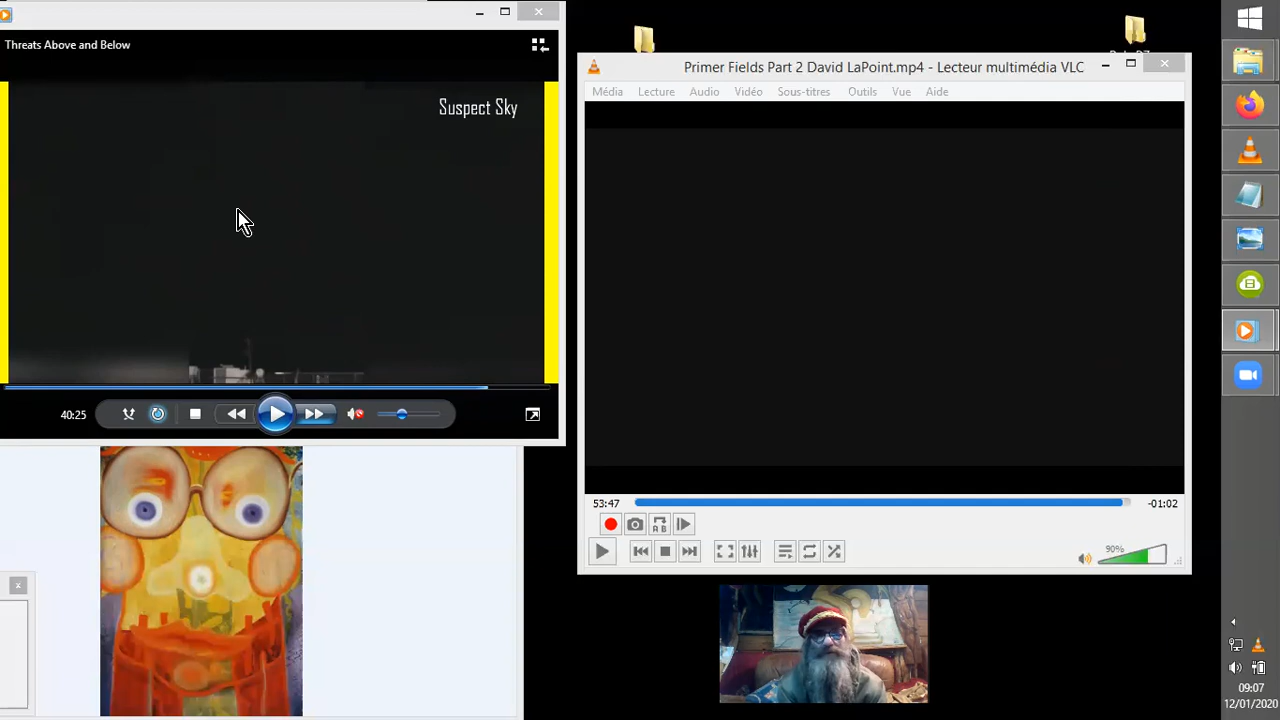 Threats Above and Below
Suspect Sky
40:25
Primer Fields Part 2 David LaPoint.mp4 - Lecteur multimédia VLC
Média Lecture Audio Vidéo Sous-titres Outils Vue Aide
53:47
-01:02
90%
09:07
12/01/2020